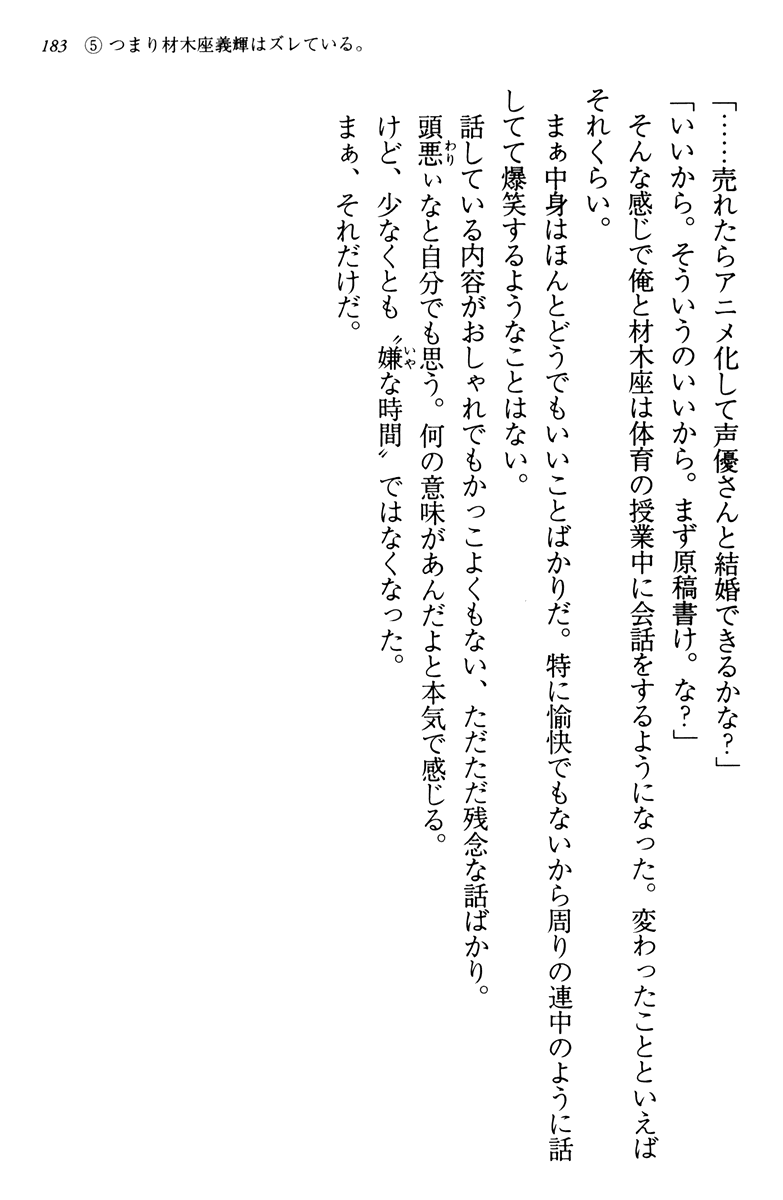 183 ⑤ つまり材木座義輝はズレている。
「……売れたらアニメ化して声優さんと結婚できるかな？」
「いいから。そういうのいいから。まず原稿書け。な？」
そんな感じで俺と材木座は体育の授業中に会話をするようになった。変わったことといえば
それくらい。
まぁ中身はほんとどうでもいいことばかりだ。特に愉快でもないから周りの連中のように話
してて爆笑するようなことはない。
話している内容がおしゃれでもかっこよくもない、ただただ残念な話ばかり。
頭悪わりぃなと自分でも思う。何の意味があんだよと本気で感じる。
けど、少なくとも〝嫌いやな時間〟ではなくなった。
まぁ、それだけだ。